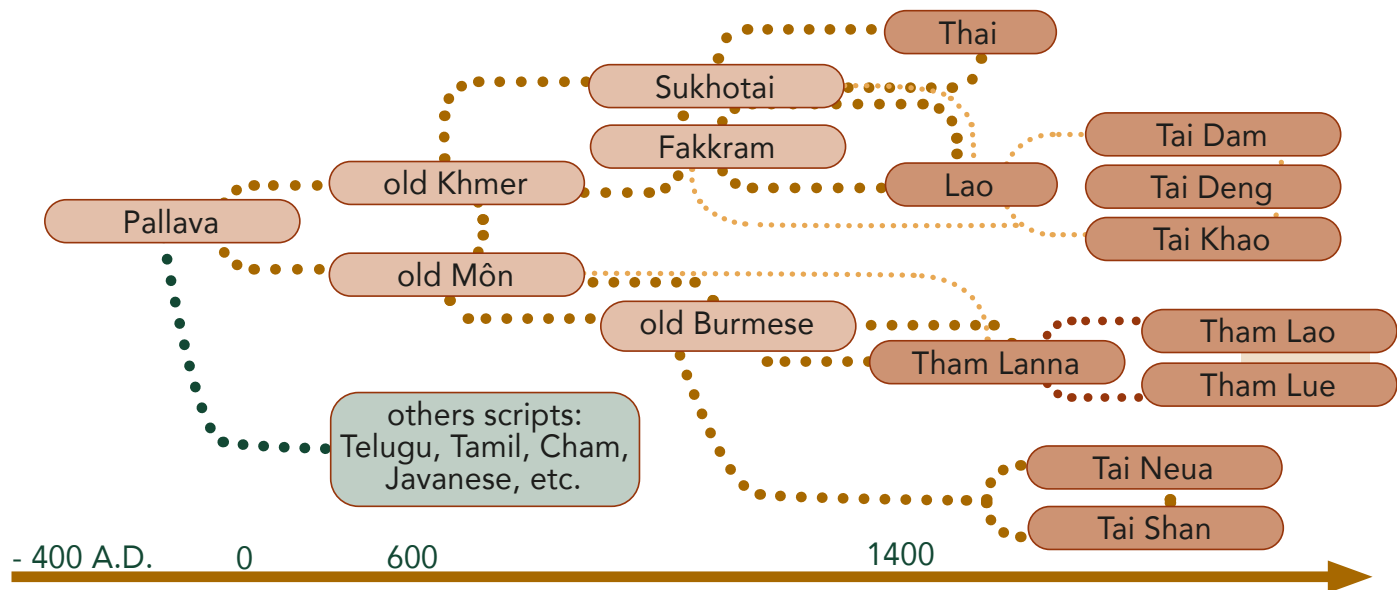 Thai
Sukhotai
Fakkram
Tai Dam
old Khmer
Lao
Tai Deng
Pallava
Tai Khao
old Môn
old Burmese
Tham Lao
Tham Lanna
Tham Lue
others scripts:
Telugu, Tamil, Cham,
Javanese, etc.
Tai Neua
Tai Shan
- 400 A.D.
0
600
1400